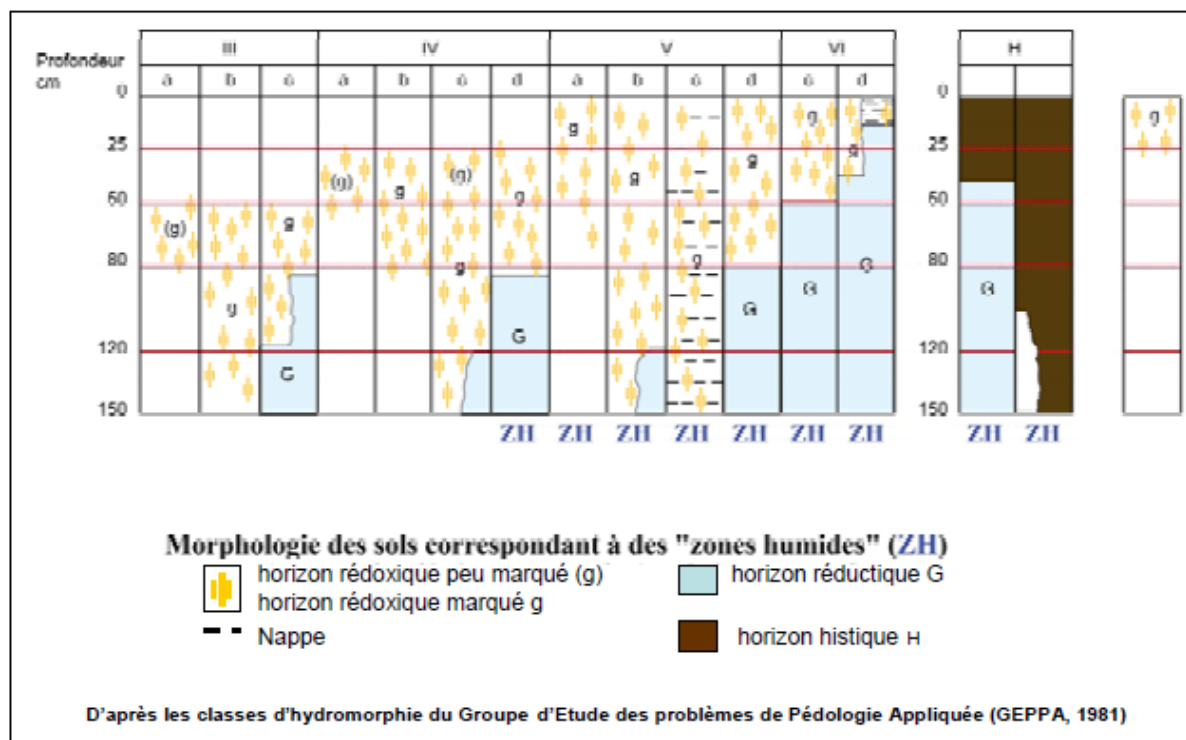 III IV V VI H
Profondeur
cm
a b c a b c d a b c d c d
0 0
25 25
50 50
80 80
120 120
150 150
(g) g g (g) g (g) g g g g g g g g
g g
G G G G G G
ZH ZH ZH ZH ZH ZH ZH ZH ZH
Morphologie des sols correspondant à des "zones humides" (ZH)
horizon rédoxique peu marqué (g)
horizon rédoxique marqué g
Nappe
horizon réductique G
horizon histique H
D'après les classes d'hydromorphie du Groupe d'Etude des problèmes de Pédologie Appliquée (GEPPA, 1981)